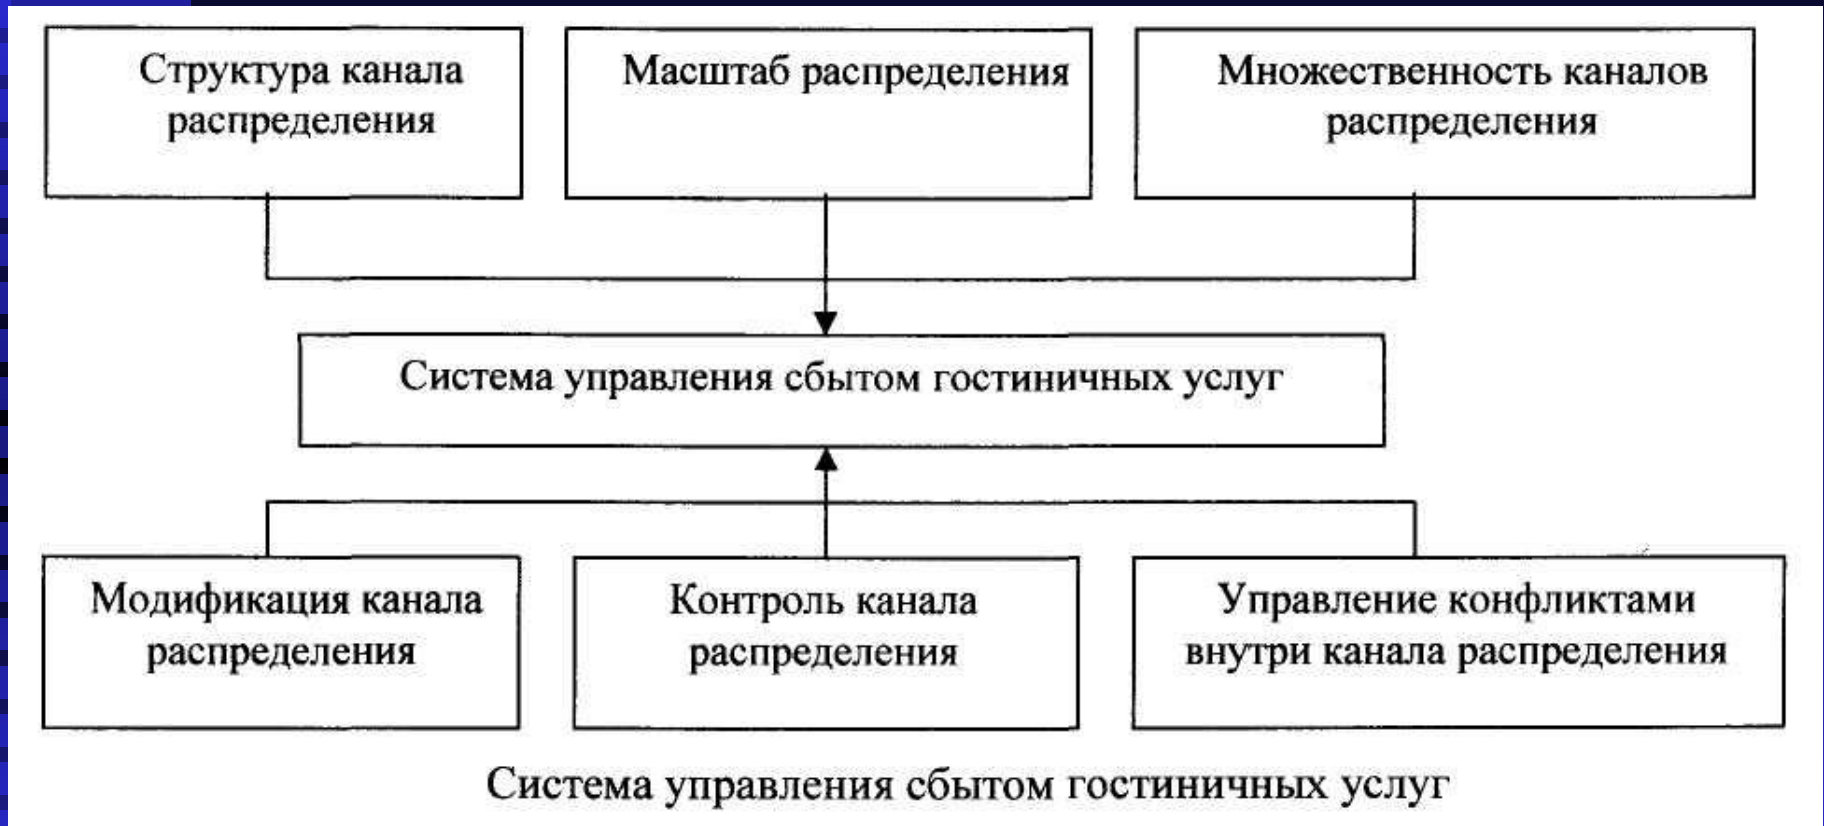 Структура канала
распределения
Масштаб распределения
Множественность каналов
распределения
Система управления сбытом гостиничных услуг
Модификация канала
распределения
Контроль канала
распределения
Управление конфликтами
внутри канала распределения
Система управления сбытом гостиничных услуг